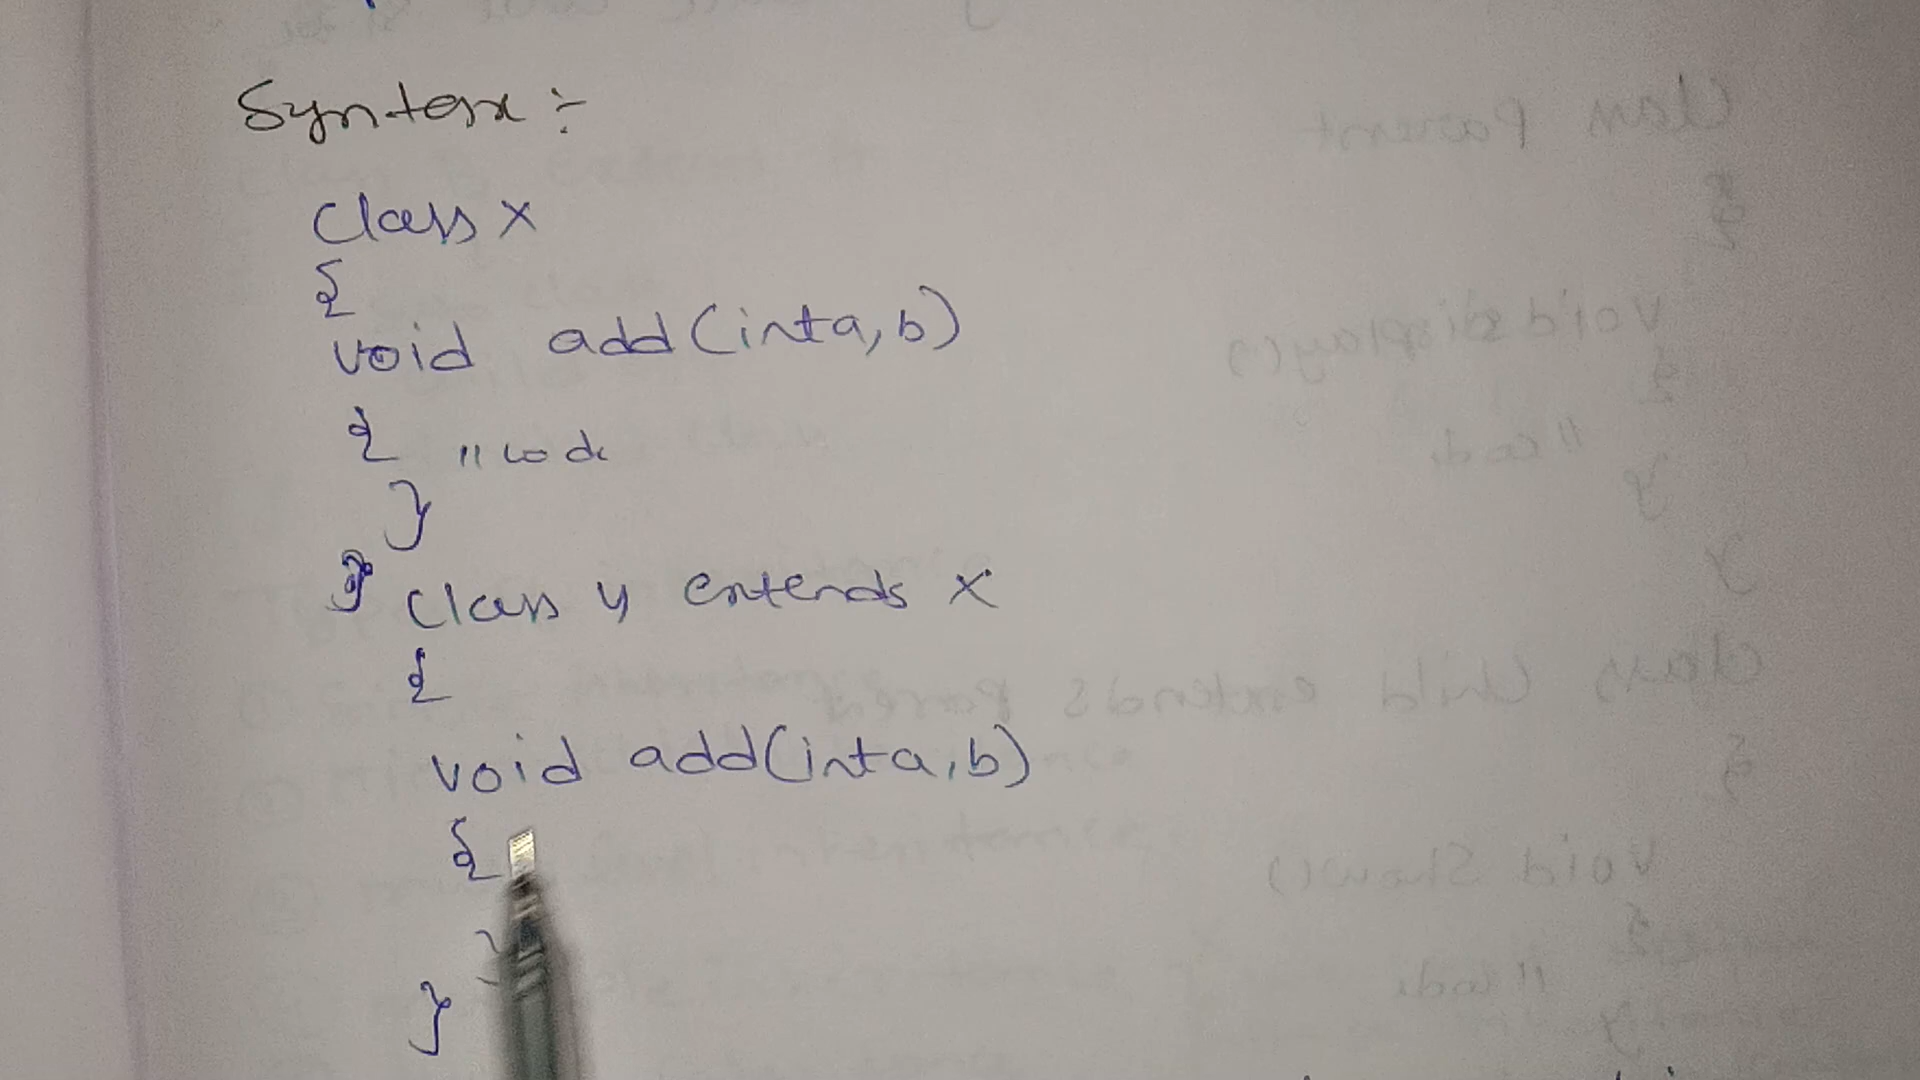 Syntax :-
Class X
{
void add(int a, b)
{ // code
}
} Class y extends X
{
void add(int a, b)
{
}
}